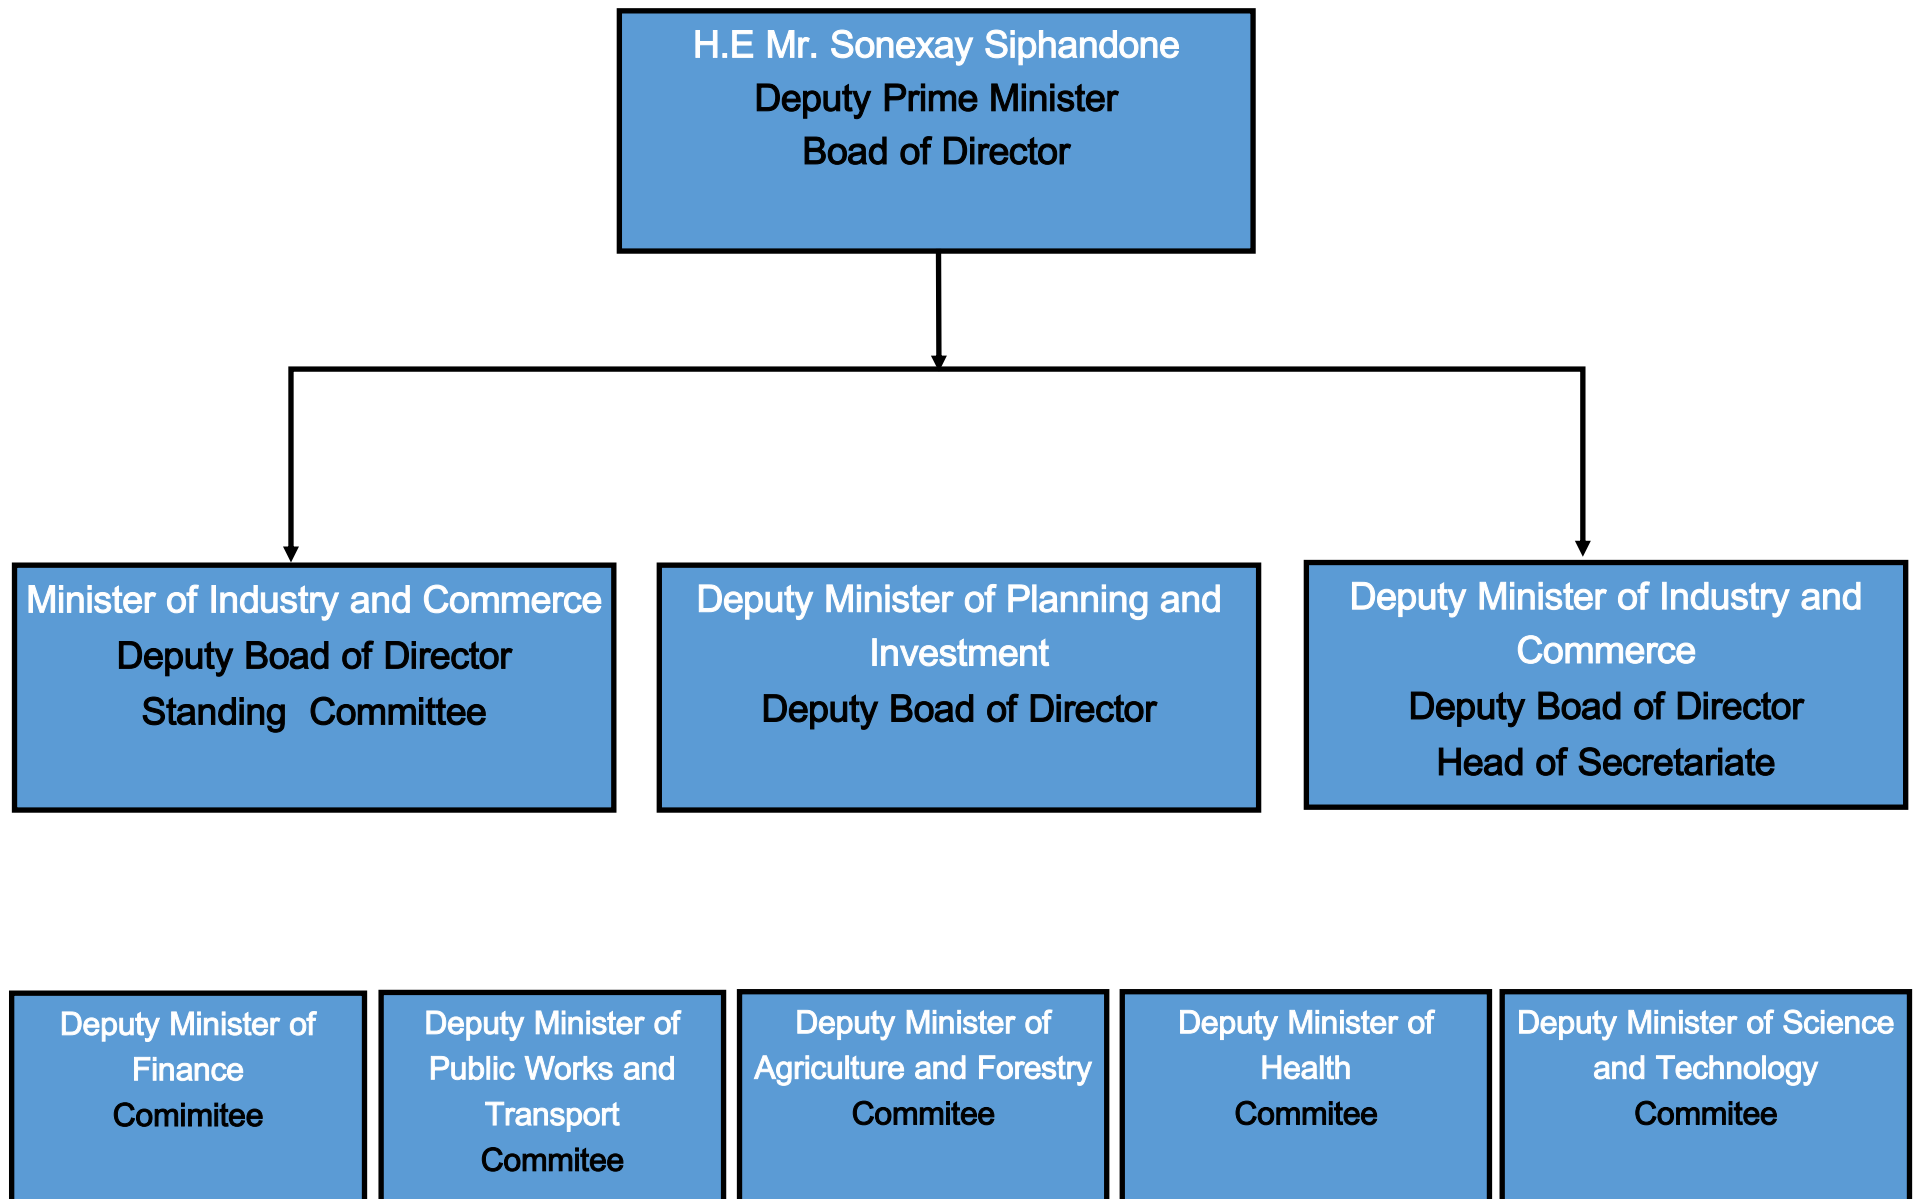 H.E Mr. Sonexay Siphandone
Deputy Prime Minister
Boad of Director
Minister of Industry and Commerce
Deputy Boad of Director
Standing  Committee
Deputy Minister of Planning and
Investment
Deputy Boad of Director
Deputy Minister of Industry and
Commerce
Deputy Boad of Director
Head of Secretariate
Deputy Minister of
Finance
Comimitee
Deputy Minister of
Public Works and
Transport
Commitee
Deputy Minister of
Agriculture and Forestry
Commitee
Deputy Minister of
Health
Commitee
Deputy Minister of Science
and Technology
Commitee